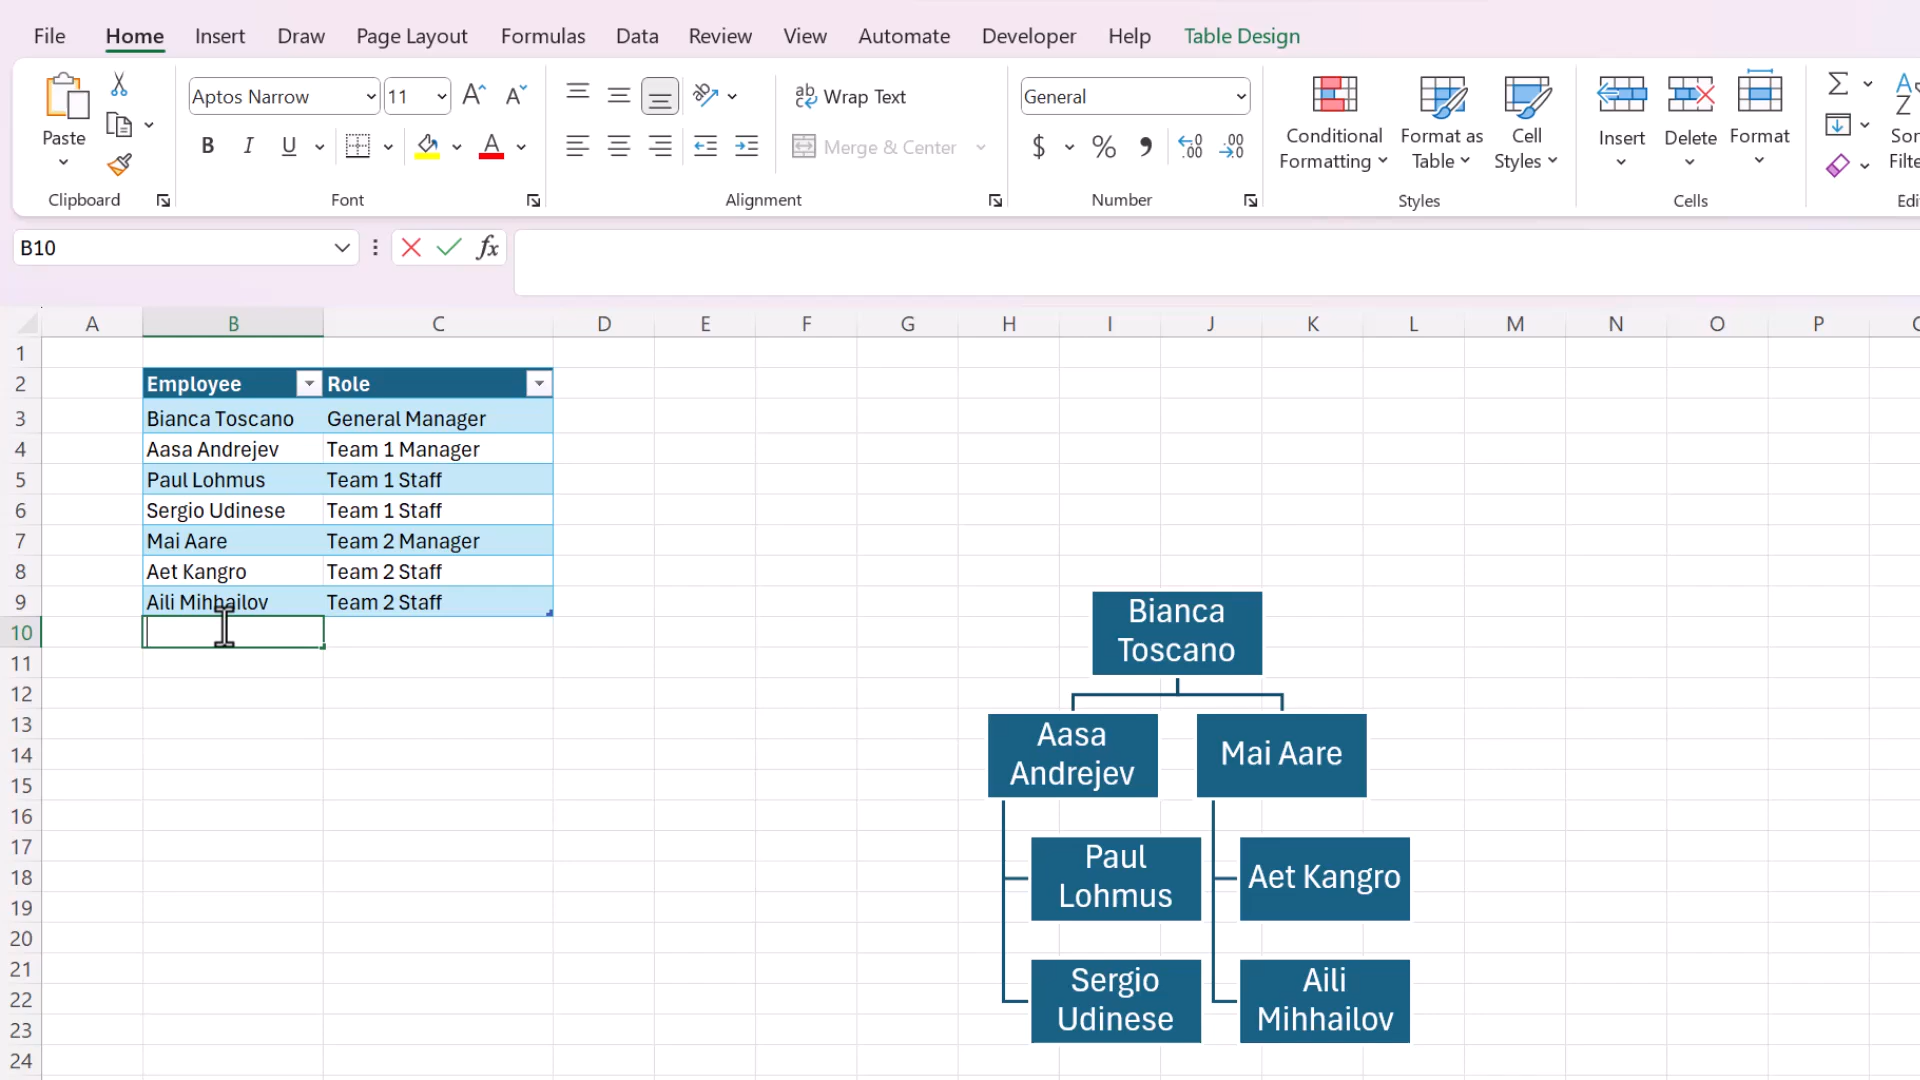 File Home Insert Draw Page Layout Formulas Data Review View Automate Developer Help Table Design
Paste
Clipboard
Aptos Narrow 11
B I U A
Font
Wrap Text
Merge & Center
Alignment
General
$ % 9 .00
Number
Conditional Formatting
Format as Table
Cell Styles
Styles
Insert Delete Format
Cells
B10 fx
A B C D E F G H I J K L M N O P
1
2 Employee Role
3 Bianca Toscano General Manager
4 Aasa Andrejev Team 1 Manager
5 Paul Lohmus Team 1 Staff
6 Sergio Udinese Team 1 Staff
7 Mai Aare Team 2 Manager
8 Aet Kangro Team 2 Staff
9 Aili Mihhailov Team 2 Staff
10
11
12
13
14
15
16
17
18
19
20
21
22
23
24
Bianca
Toscano
Aasa
Andrejev
Mai Aare
Paul
Lohmus
Aet Kangro
Sergio
Udinese
Aili
Mihhailov